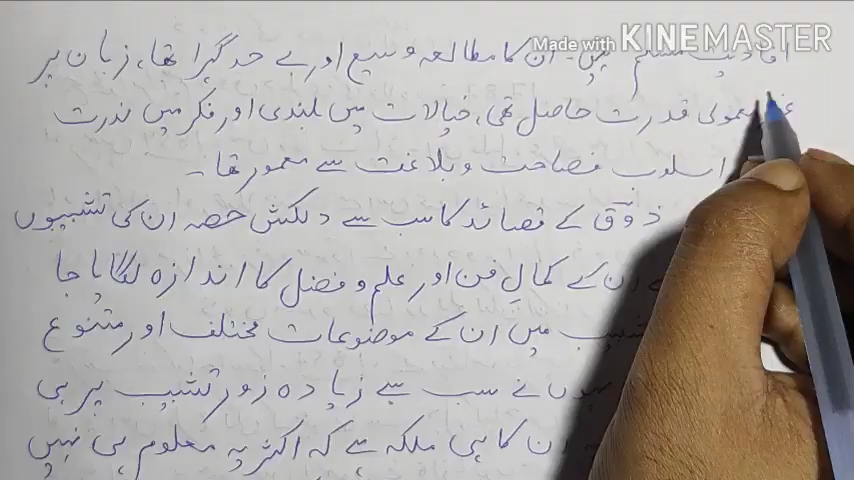 Made with KINEMASTER
مسلم ہیں۔ ان کا مطالعہ وسیع اور بے حد گہرا تھا، زبان پر
غیر معمولی قدرت حاصل تھی، خیالات میں بلندی اور فکر میں ندرت
اسلوب فصاحت و بلاغت سے معمور تھا۔
ذوق کے قصائد کا سب سے دلکش حصہ ان کی تشبیبوں
ان کے کمالِ فن اور علم و فضل کا اندازہ لگایا جا
میں ان کے موضوعات مختلف اور متنوع
نے سب سے زیادہ زور تشبیب پر ہی
ان کا ہی ملکہ ہے کہ اکثر یہ معلوم ہی نہیں